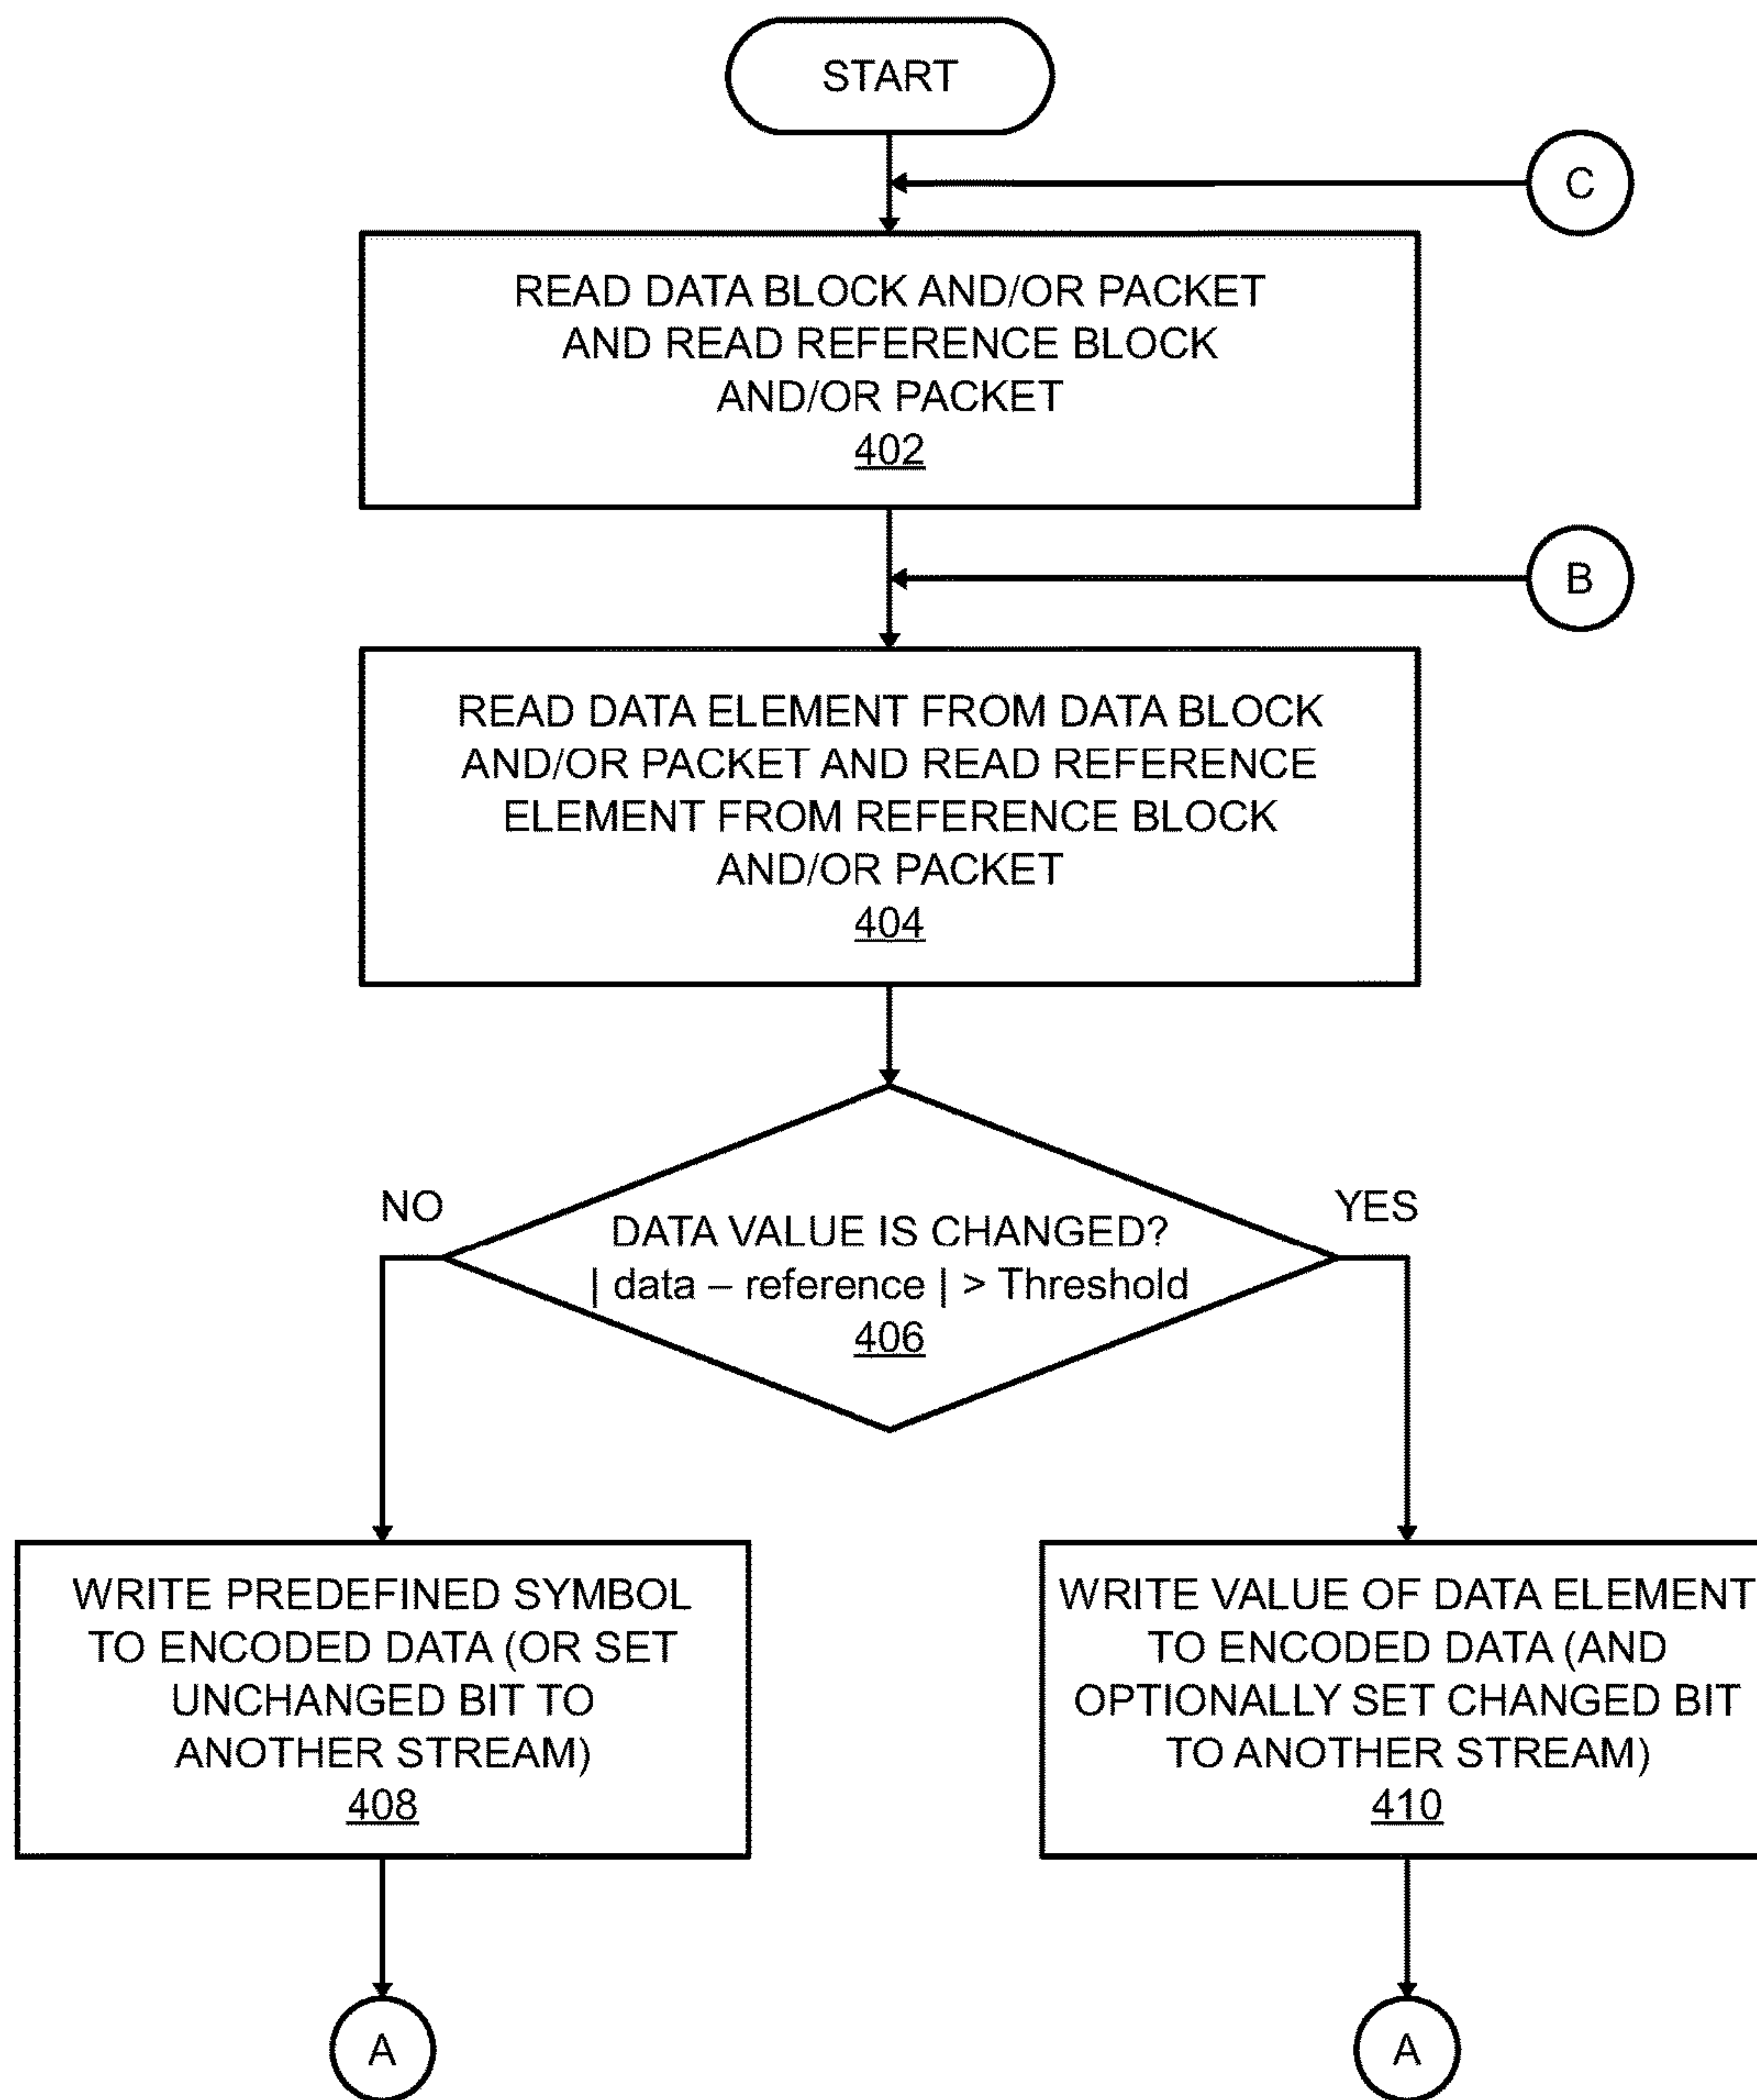 START
C
READ DATA BLOCK AND/OR PACKET
AND READ REFERENCE BLOCK
AND/OR PACKET
402
B
READ DATA ELEMENT FROM DATA BLOCK
AND/OR PACKET AND READ REFERENCE
ELEMENT FROM REFERENCE BLOCK
AND/OR PACKET
404
NO
YES
DATA VALUE IS CHANGED?
| data – reference | > Threshold
406
WRITE PREDEFINED SYMBOL
TO ENCODED DATA (OR SET
UNCHANGED BIT TO
ANOTHER STREAM)
408
WRITE VALUE OF DATA ELEMENT
TO ENCODED DATA (AND
OPTIONALLY SET CHANGED BIT
TO ANOTHER STREAM)
410
A
A